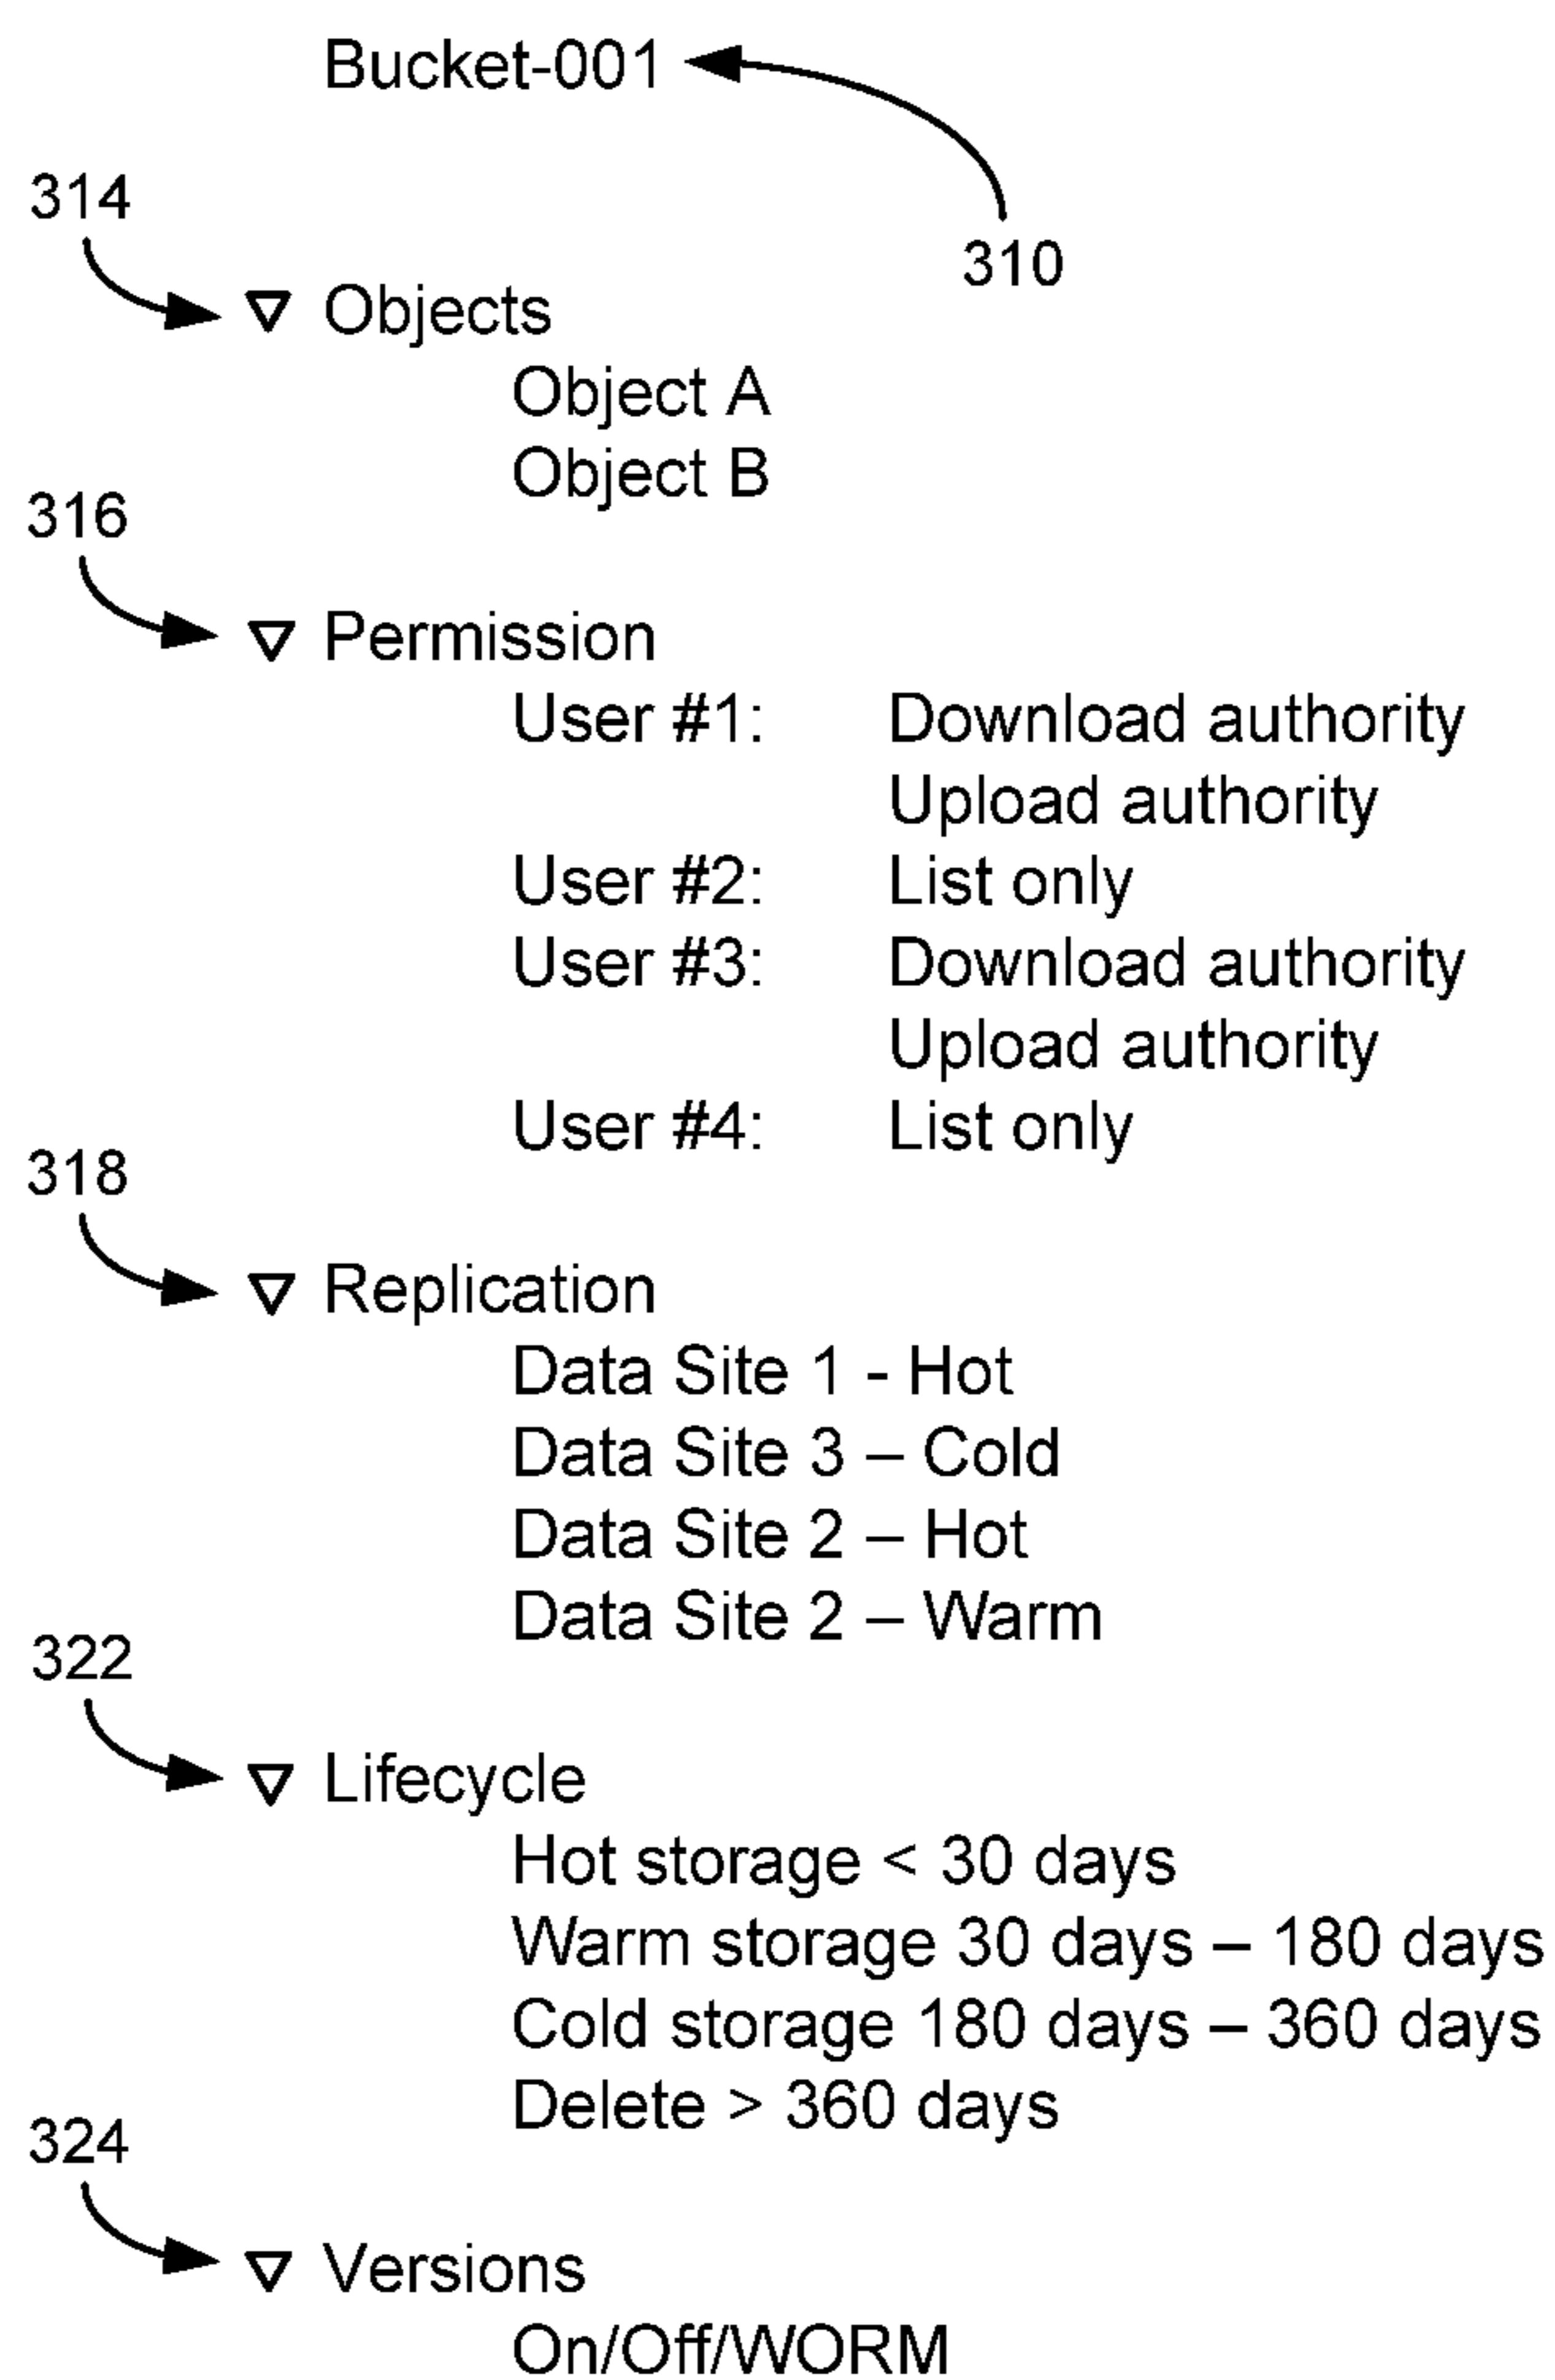 Bucket-001
314
310
▽ Objects
Object A
Object B
316
▽ Permission
User #1: Download authority
Upload authority
User #2: List only
User #3: Download authority
Upload authority
User #4: List only
318
▽ Replication
Data Site 1 - Hot
Data Site 3 – Cold
Data Site 2 – Hot
Data Site 2 – Warm
322
▽ Lifecycle
Hot storage < 30 days
Warm storage 30 days – 180 days
Cold storage 180 days – 360 days
Delete > 360 days
324
▽ Versions
On/Off/WORM